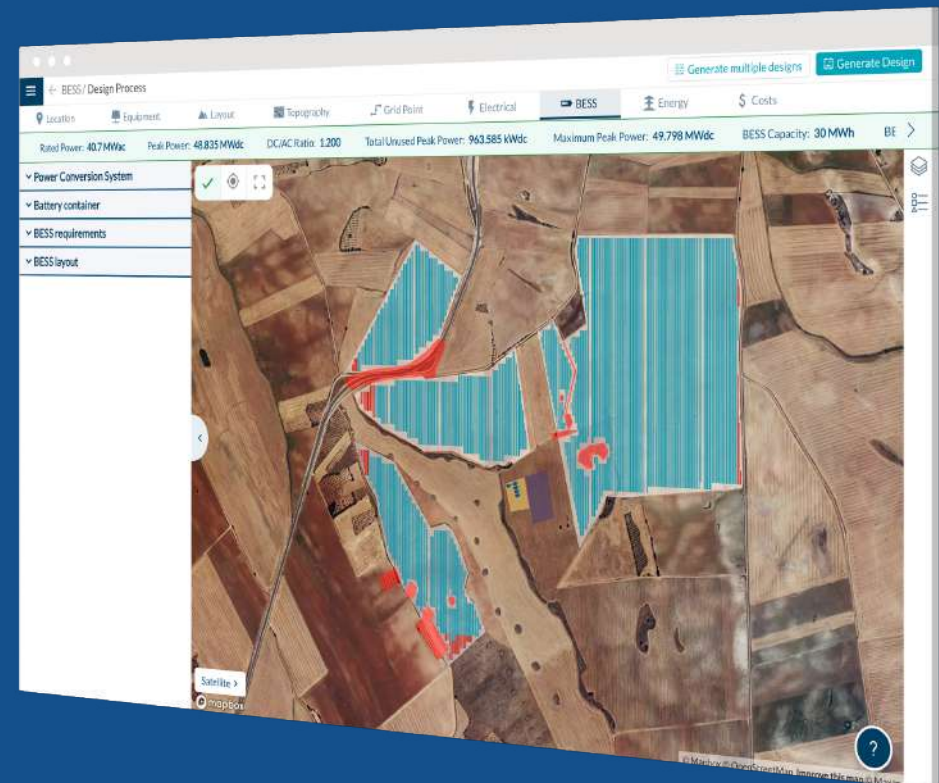 Generate multiple designs
Generate Design
BESS/ Design Process
Location
Equipment
Layout
Topography
Grid Point
Electrical
BESS
Energy
$ Costs
Rated Power: 40.7 MWac
Peak Power: 48.835 MWdc
DC/AC Ratio: 1.200
Total Unused Peak Power: 963.585 kWdc
Maximum Peak Power: 49.798 MWdc
BESS Capacity: 30 MWh
BE
Power Conversion System
Battery container
BESS requirements
BESS layout
Satellite >
mapbox
?
© Mapbox © OpenStreetMap Improve this map ©